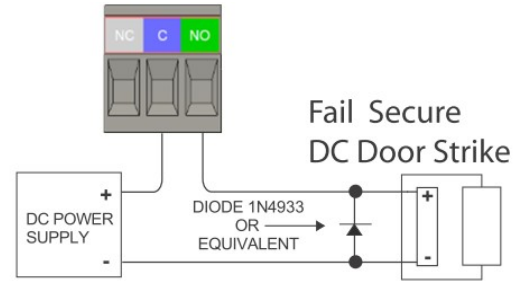 NC C NO
Fail Secure
DC Door Strike
+
DC POWER
SUPPLY
-
DIODE 1N4933
OR
EQUIVALENT
+
-